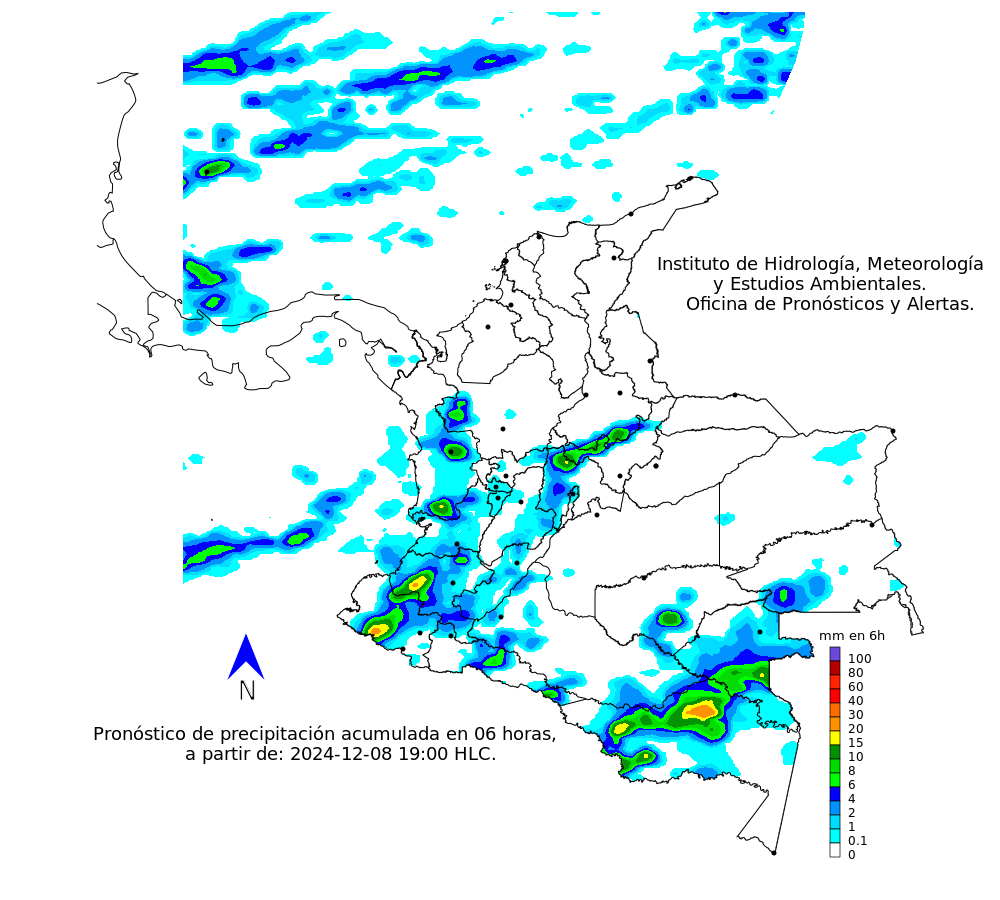 Instituto de Hidrología, Meteorología
y Estudios Ambientales.
Oficina de Pronósticos y Alertas.
mm en 6h
100
80
60
40
30
20
15
10
8
6
4
2
1
0.1
0
N
Pronóstico de precipitación acumulada en 06 horas,
a partir de: 2024-12-08 19:00 HLC.